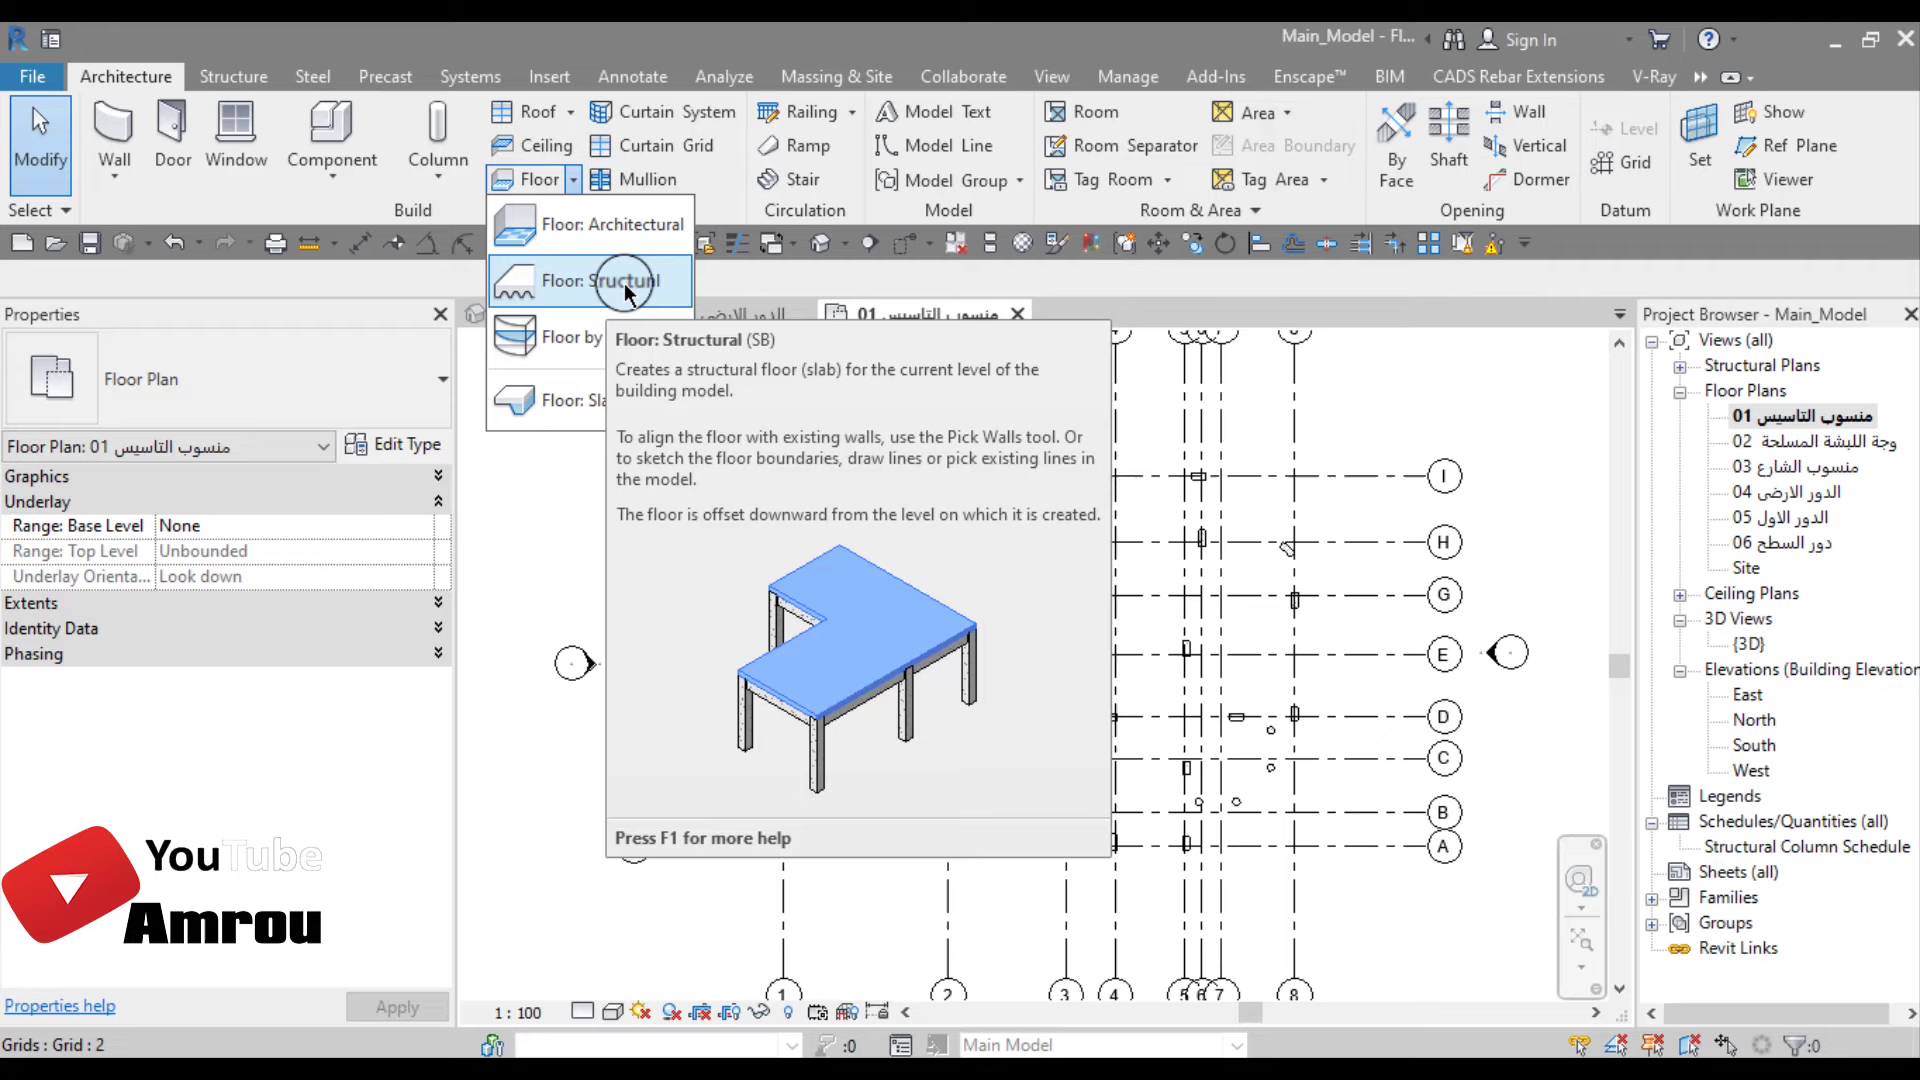 Main_Model - Fl... Sign In
File Architecture Structure Steel Precast Systems Insert Annotate Analyze Massing & Site Collaborate View Manage Add-Ins Enscape™ BIM CADS Rebar Extensions V-Ray
Modify Wall Door Window Component Column
Roof Curtain System Railing Model Text Room Area Wall Show
Ceiling Curtain Grid Ramp Model Line Room Separator Area Boundary Vertical Level Ref Plane
Floor Mullion Stair Model Group Tag Room Tag Area Dormer Grid Viewer
By Face Shaft Set
Select Build Circulation Model Room & Area Opening Datum Work Plane
Floor: Architectural
Floor:
Floor by
Floor: Sla
Floor: Structural (SB)
Creates a structural floor (slab) for the current level of the
building model.
To align the floor with existing walls, use the Pick Walls tool. Or
to sketch the floor boundaries, draw lines or pick existing lines in
the model.
The floor is offset downward from the level on which it is created.
Press F1 for more help
Properties
Floor Plan
Floor Plan: 01 منسوب التاسيس
Edit Type
Graphics
Underlay
Range: Base Level None
Range: Top Level Unbounded
Underlay Orienta... Look down
Extents
Identity Data
Phasing
Properties help Apply
YouTube
Amrou
الدور الارضي
01 منسوب التاسيس
I
H
G
E
D
C
B
A
1 2 3 4 5 6 7 8
1 : 100
2D
Project Browser - Main_Model
Views (all)
Structural Plans
Floor Plans
01 منسوب التاسيس
02 وجة اللبشة المسلحة
03 منسوب الشارع
04 الدور الارضى
05 الدور الاول
06 دور السطح
Site
Ceiling Plans
3D Views
{3D}
Elevations (Building Elevation
East
North
South
West
Legends
Schedules/Quantities (all)
Structural Column Schedule
Sheets (all)
Families
Groups
Revit Links
Grids : Grid : 2 :0 Main Model :0